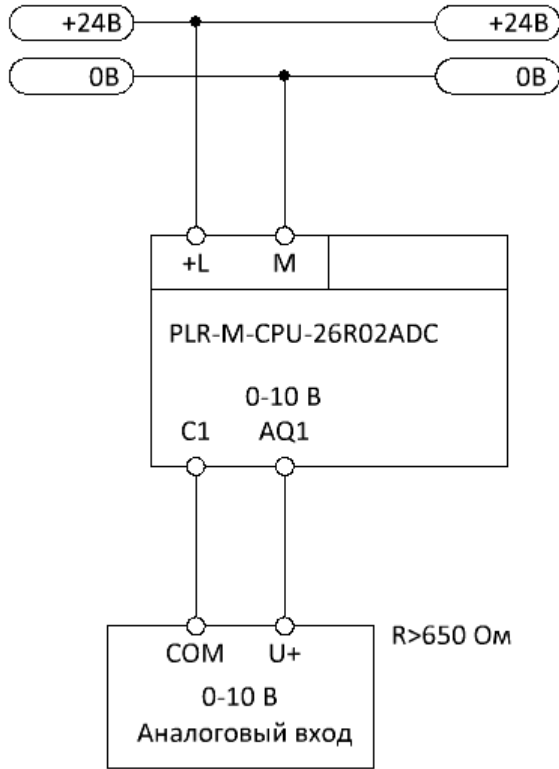 +24В +24В
0В 0В
+L M
PLR-M-CPU-26R02ADC
0-10 В
C1 AQ1
R>650 Ом
COM U+
0-10 В
Аналоговый вход